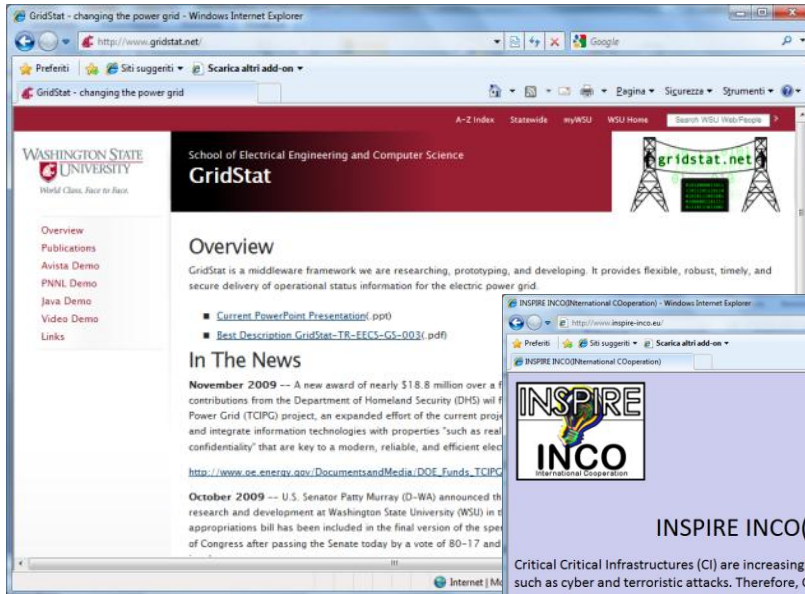 GridStat - changing the power grid - Windows Internet Explorer
http://www.gridstat.net/
Google
Preferiti Siti suggeriti Scarica altri add-on
GridStat - changing the power grid
Pagina Sicurezza Strumenti
A-Z Index Statewide myWSU WSU Home Search WSU Web/People
WASHINGTON STATE
UNIVERSITY
World Class. Face to Face.
School of Electrical Engineering and Computer Science
GridStat
gridstat.net
Overview
Publications
Avista Demo
PNNL Demo
Java Demo
Video Demo
Links
Overview
GridStat is a middleware framework we are researching, prototyping, and developing. It provides flexible, robust, timely, and
secure delivery of operational status information for the electric power grid.
Current PowerPoint Presentation(.ppt)
Best Description GridStat-TR-EECS-GS-003(.pdf)
In The News
November 2009 -- A new award of nearly $18.8 million over a f
contributions from the Department of Homeland Security (DHS) wil f
Power Grid (TCIPG) project, an expanded effort of the current proje
and integrate information technologies with properties "such as real
confidentiality" that are key to a modern, reliable, and efficient elec
http://www.oe.energy.gov/DocumentsandMedia/DOE_Funds_TCIPG
October 2009 -- U.S. Senator Patty Murray (D-WA) announced th
research and development at Washington State University (WSU) in t
appropriations bill has been included in the final version of the spe
of Congress after passing the Senate today by a vote of 80-17 and
Internet | Mo
INSPIRE INCO(INternational COoperation) - Windows Internet Explorer
http://www.inspire-inco.eu/
Preferiti Siti suggeriti Scarica altri add-on
INSPIRE INCO(INternational COoperation)
INSPIRE
INCO
International Cooperation
INSPIRE INCO(
Critical Critical Infrastructures (CI) are increasing
such as cyber and terroristic attacks. Therefore, C